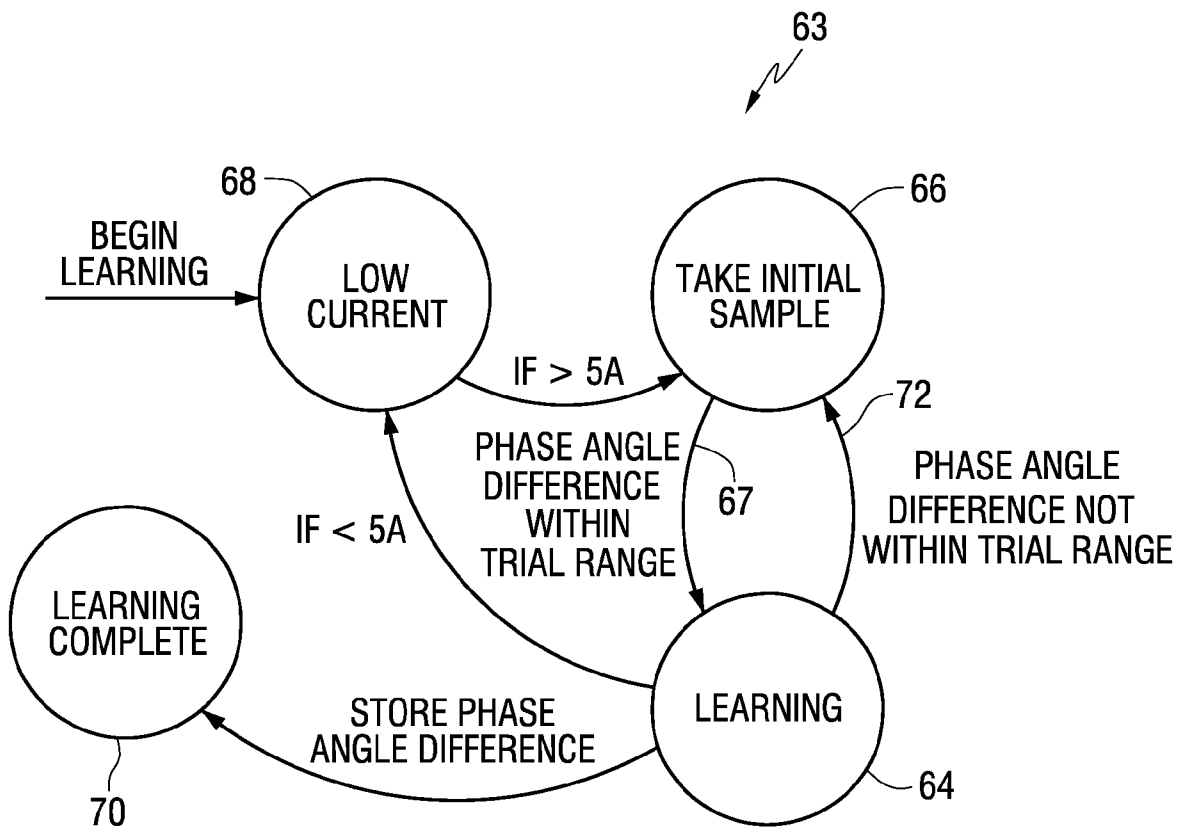 63
68
66
BEGIN
LEARNING
LOW
CURRENT
TAKE INITIAL
SAMPLE
IF > 5A
72
PHASE ANGLE
DIFFERENCE
WITHIN
TRIAL RANGE
67
PHASE ANGLE
DIFFERENCE NOT
WITHIN TRIAL RANGE
IF < 5A
LEARNING
COMPLETE
LEARNING
STORE PHASE
ANGLE DIFFERENCE
70
64